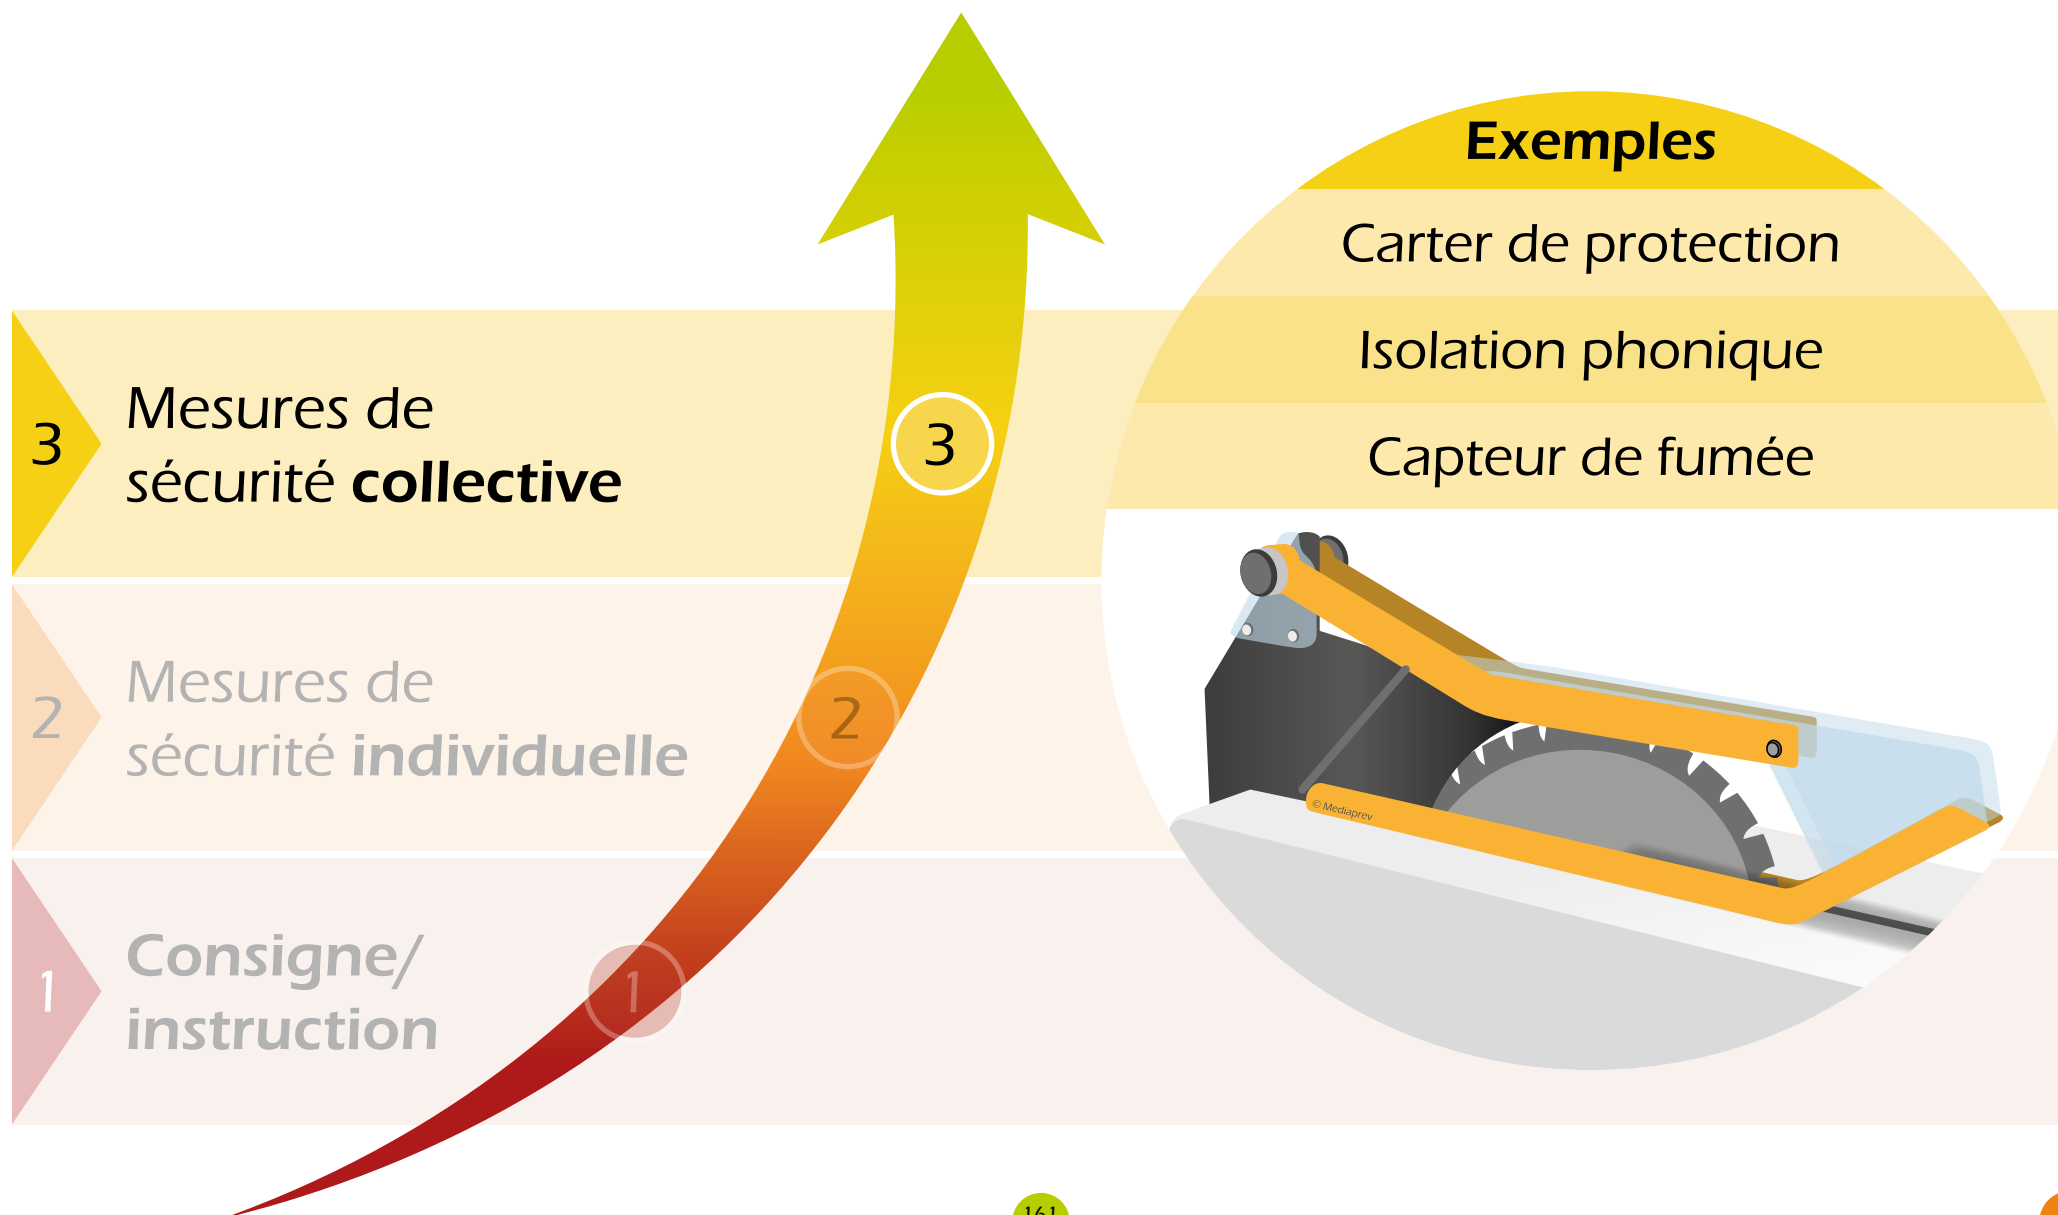 Exemples
Carter de protection
Isolation phonique
Capteur de fumée
3
Mesures de
sécurité collective
3
2
Mesures de
sécurité individuelle
2
1
Consigne/
instruction
1
© Mediaprev
161